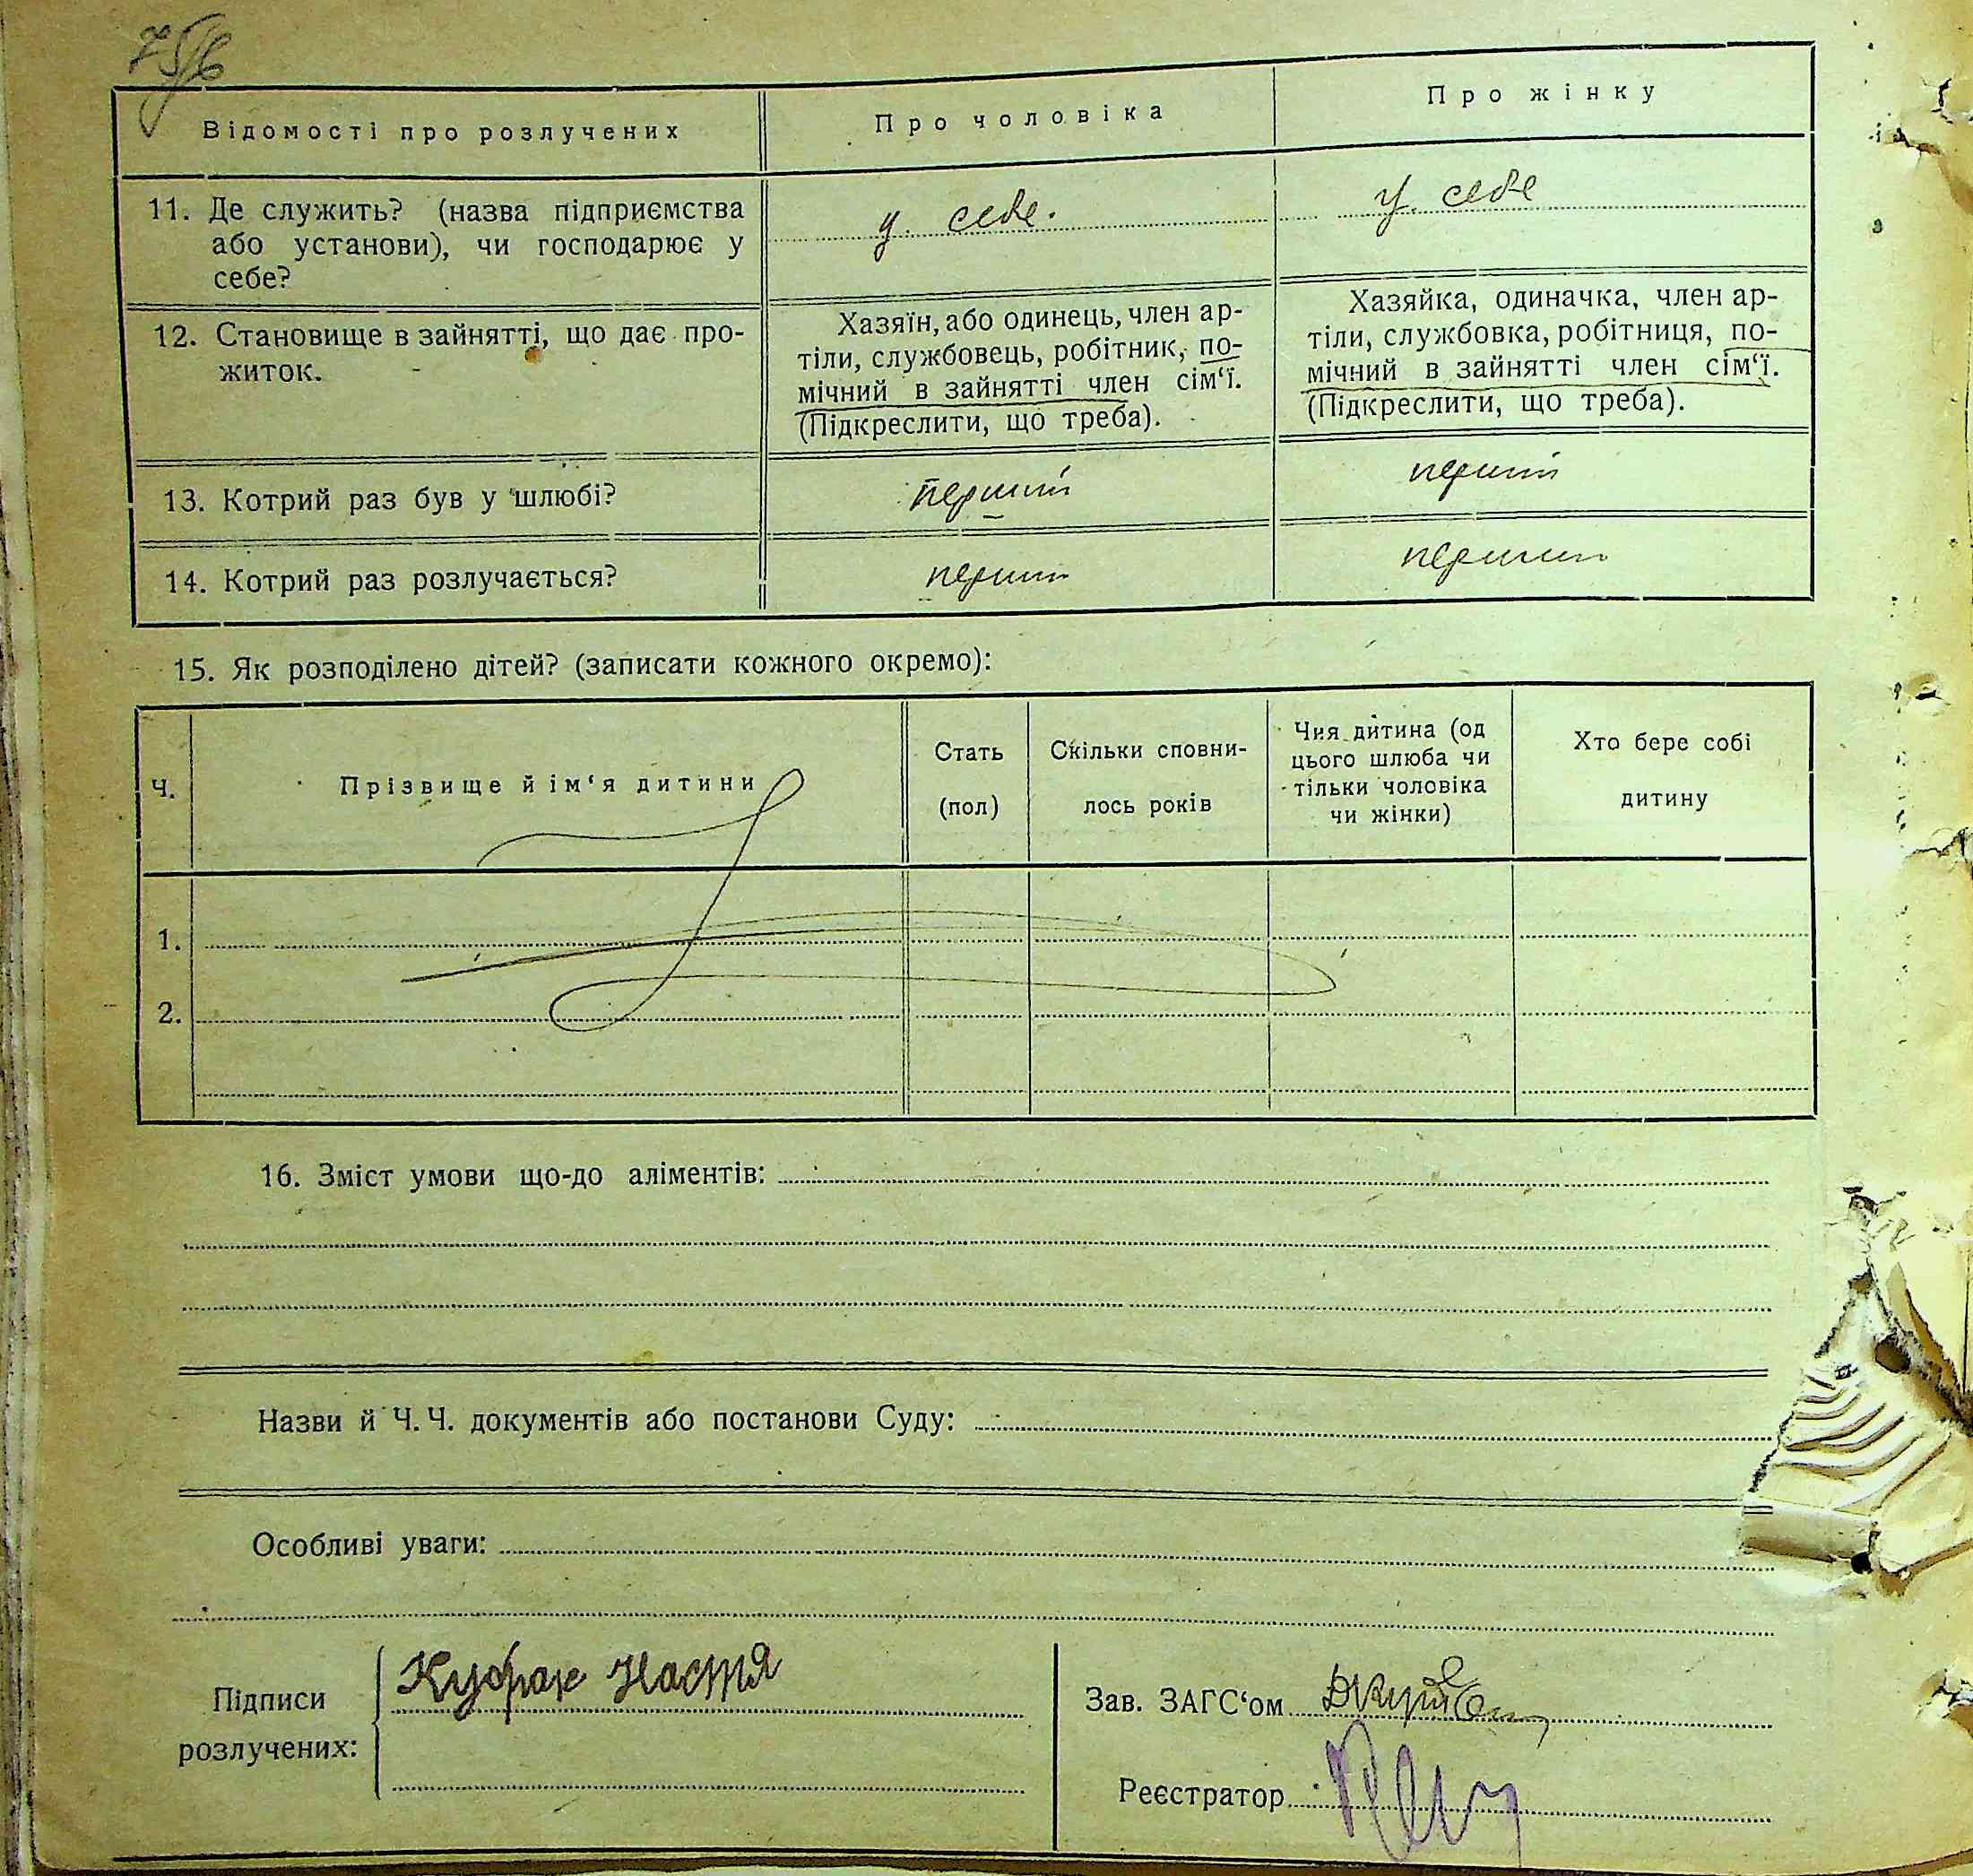 Відомості про розлучених
Про чоловіка
Про жінку
11. Де служить? (назва підприємства
або установи), чи господарює у
себе?
у себе.
у себе
12. Становище в зайнятті, що дає про-
житок.
Хазяїн, або одинець, член ар-
тіли, службовець, робітник, по-
мічний в зайнятті член сім‘ї.
(Підкреслити, що треба).
Хазяйка, одиначка, член ар-
тіли, службовка, робітниця, по-
мічний в зайнятті член сім‘ї.
(Підкреслити, що треба).
13. Котрий раз був у шлюбі?
перший
перший
14. Котрий раз розлучається?
перший
перший
15. Як розподілено дітей? (записати кожного окремо):
Ч.
Прізвище й ім‘я дитини
Стать
(пол)
Скільки сповни-
лось років
Чия дитина (од
цього шлюба чи
тільки чоловіка
чи жінки)
Хто бере собі
дитину
1.
2.
16. Зміст умови що-до аліментів:
Назви й Ч. Ч. документів або постанови Суду:
Особливі уваги:
Підписи
розлучених:
Настя
Зав. ЗАГС‘ом
Реєстратор